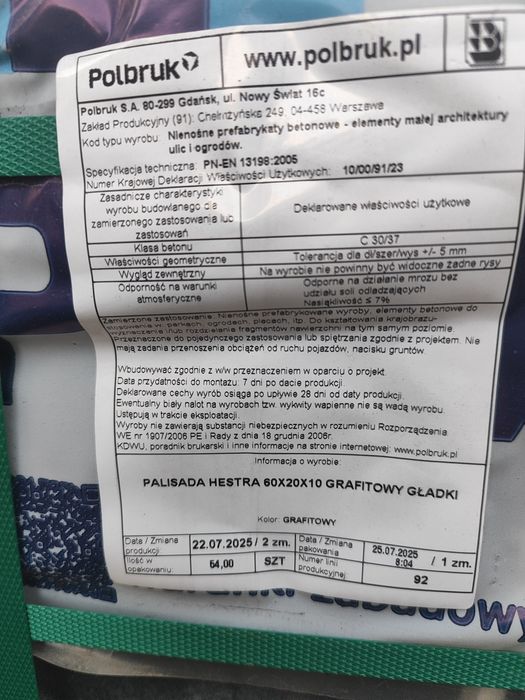 Polbruk
www.polbruk.pl
B
Polbruk S.A. 80-299 Gdańsk, ul. Nowy Świat 16c
Zakład Produkcyjny (91): Chełmżyńska 249, 04-458 Warszawa
Kod typu wyrobu: Nienośne prefabrykaty betonowe - elementy małej architektury
ulic i ogrodów.
Specyfikacja techniczna: PN-EN 13198:2005
Numer Krajowej Deklaracji Właściwości Użytkowych: 10/00/91/23
Zasadnicze charakterystyki
wyrobu budowlanego dla
zamierzonego zastosowania lub
zastosowań
Deklarowane właściwości użytkowe
Klasa betonu
C 30/37
Właściwości geometryczne
Tolerancja dla dł/szer/wys +/- 5 mm
Wygląd zewnętrzny
Na wyrobie nie powinny być widoczne żadne rysy
Odporność na warunki
atmosferyczne
Odporne na działanie mrozu bez
udziału soli odladzających
Nasiąkliwość ≤ 7%
Zamierzone zastosowanie: Nienośne prefabrykowane wyroby, elementy betonowe do
stosowania w parkach, ogrodach, placach, itp. Do kształtowania krajobrazu-
wyznaczenia i/lub rozdzielania fragmentów nawierzchni na tym samym poziomie.
Przeznaczone do pojedynczego zastosowania lub spiętrzania zgodnie z projektem. Nie
mają zadania przenoszenia obciążeń od ruchu pojazdów, nacisku gruntów.
Wbudowywać zgodnie z w/w przeznaczeniem w oparciu o projekt.
Data przydatności do montażu: 7 dni po dacie produkcji.
Deklarowane cechy wyrób osiąga po upływie 28 dni od daty produkcji.
Ewentualny biały nalot na wyrobach tzw. wykwity wapienne nie są wadą wyrobu.
Ustępują w trakcie eksploatacji.
Wyroby nie zawierają substancji niebezpiecznych w rozumieniu Rozporządzenia
WE nr 1907/2006 PE i Rady z dnia 18 grudnia 2006r.
KDWU, poradnik brukarski i inne informacje na stronie internetowej: www.polbruk.pl
Informacja o wyrobie:
PALISADA HESTRA 60X20X10 GRAFITOWY GŁADKI
Kolor: GRAFITOWY
Data / Zmiana
produkcji:
22.07.2025 / 2 zm.
Data / Zmiana
pakowania
25.07.2025
8:04
/ 1 zm.
Ilość w
opakowaniu:
64,00
SZT
Numer linii
produkcyjnej:
92